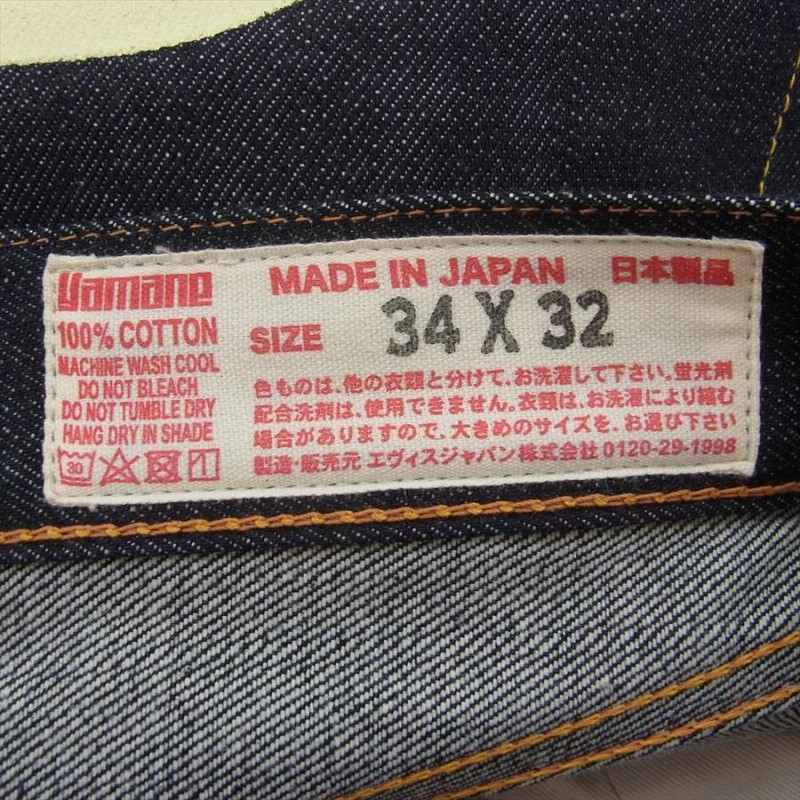 Yamane
100% COTTON
MACHINE WASH COOL
DO NOT BLEACH
DO NOT TUMBLE DRY
HANG DRY IN SHADE
30
MADE IN JAPAN 日本製品
SIZE 34 X 32
色ものは、他の衣類と分けて、お洗濯して下さい。蛍光剤
配合洗剤は、使用できません。衣類は、お洗濯により縮む
場合がありますので、大きめのサイズを、お選び下さい
製造・販売元 エヴィスジャパン株式会社 0120-29-1998